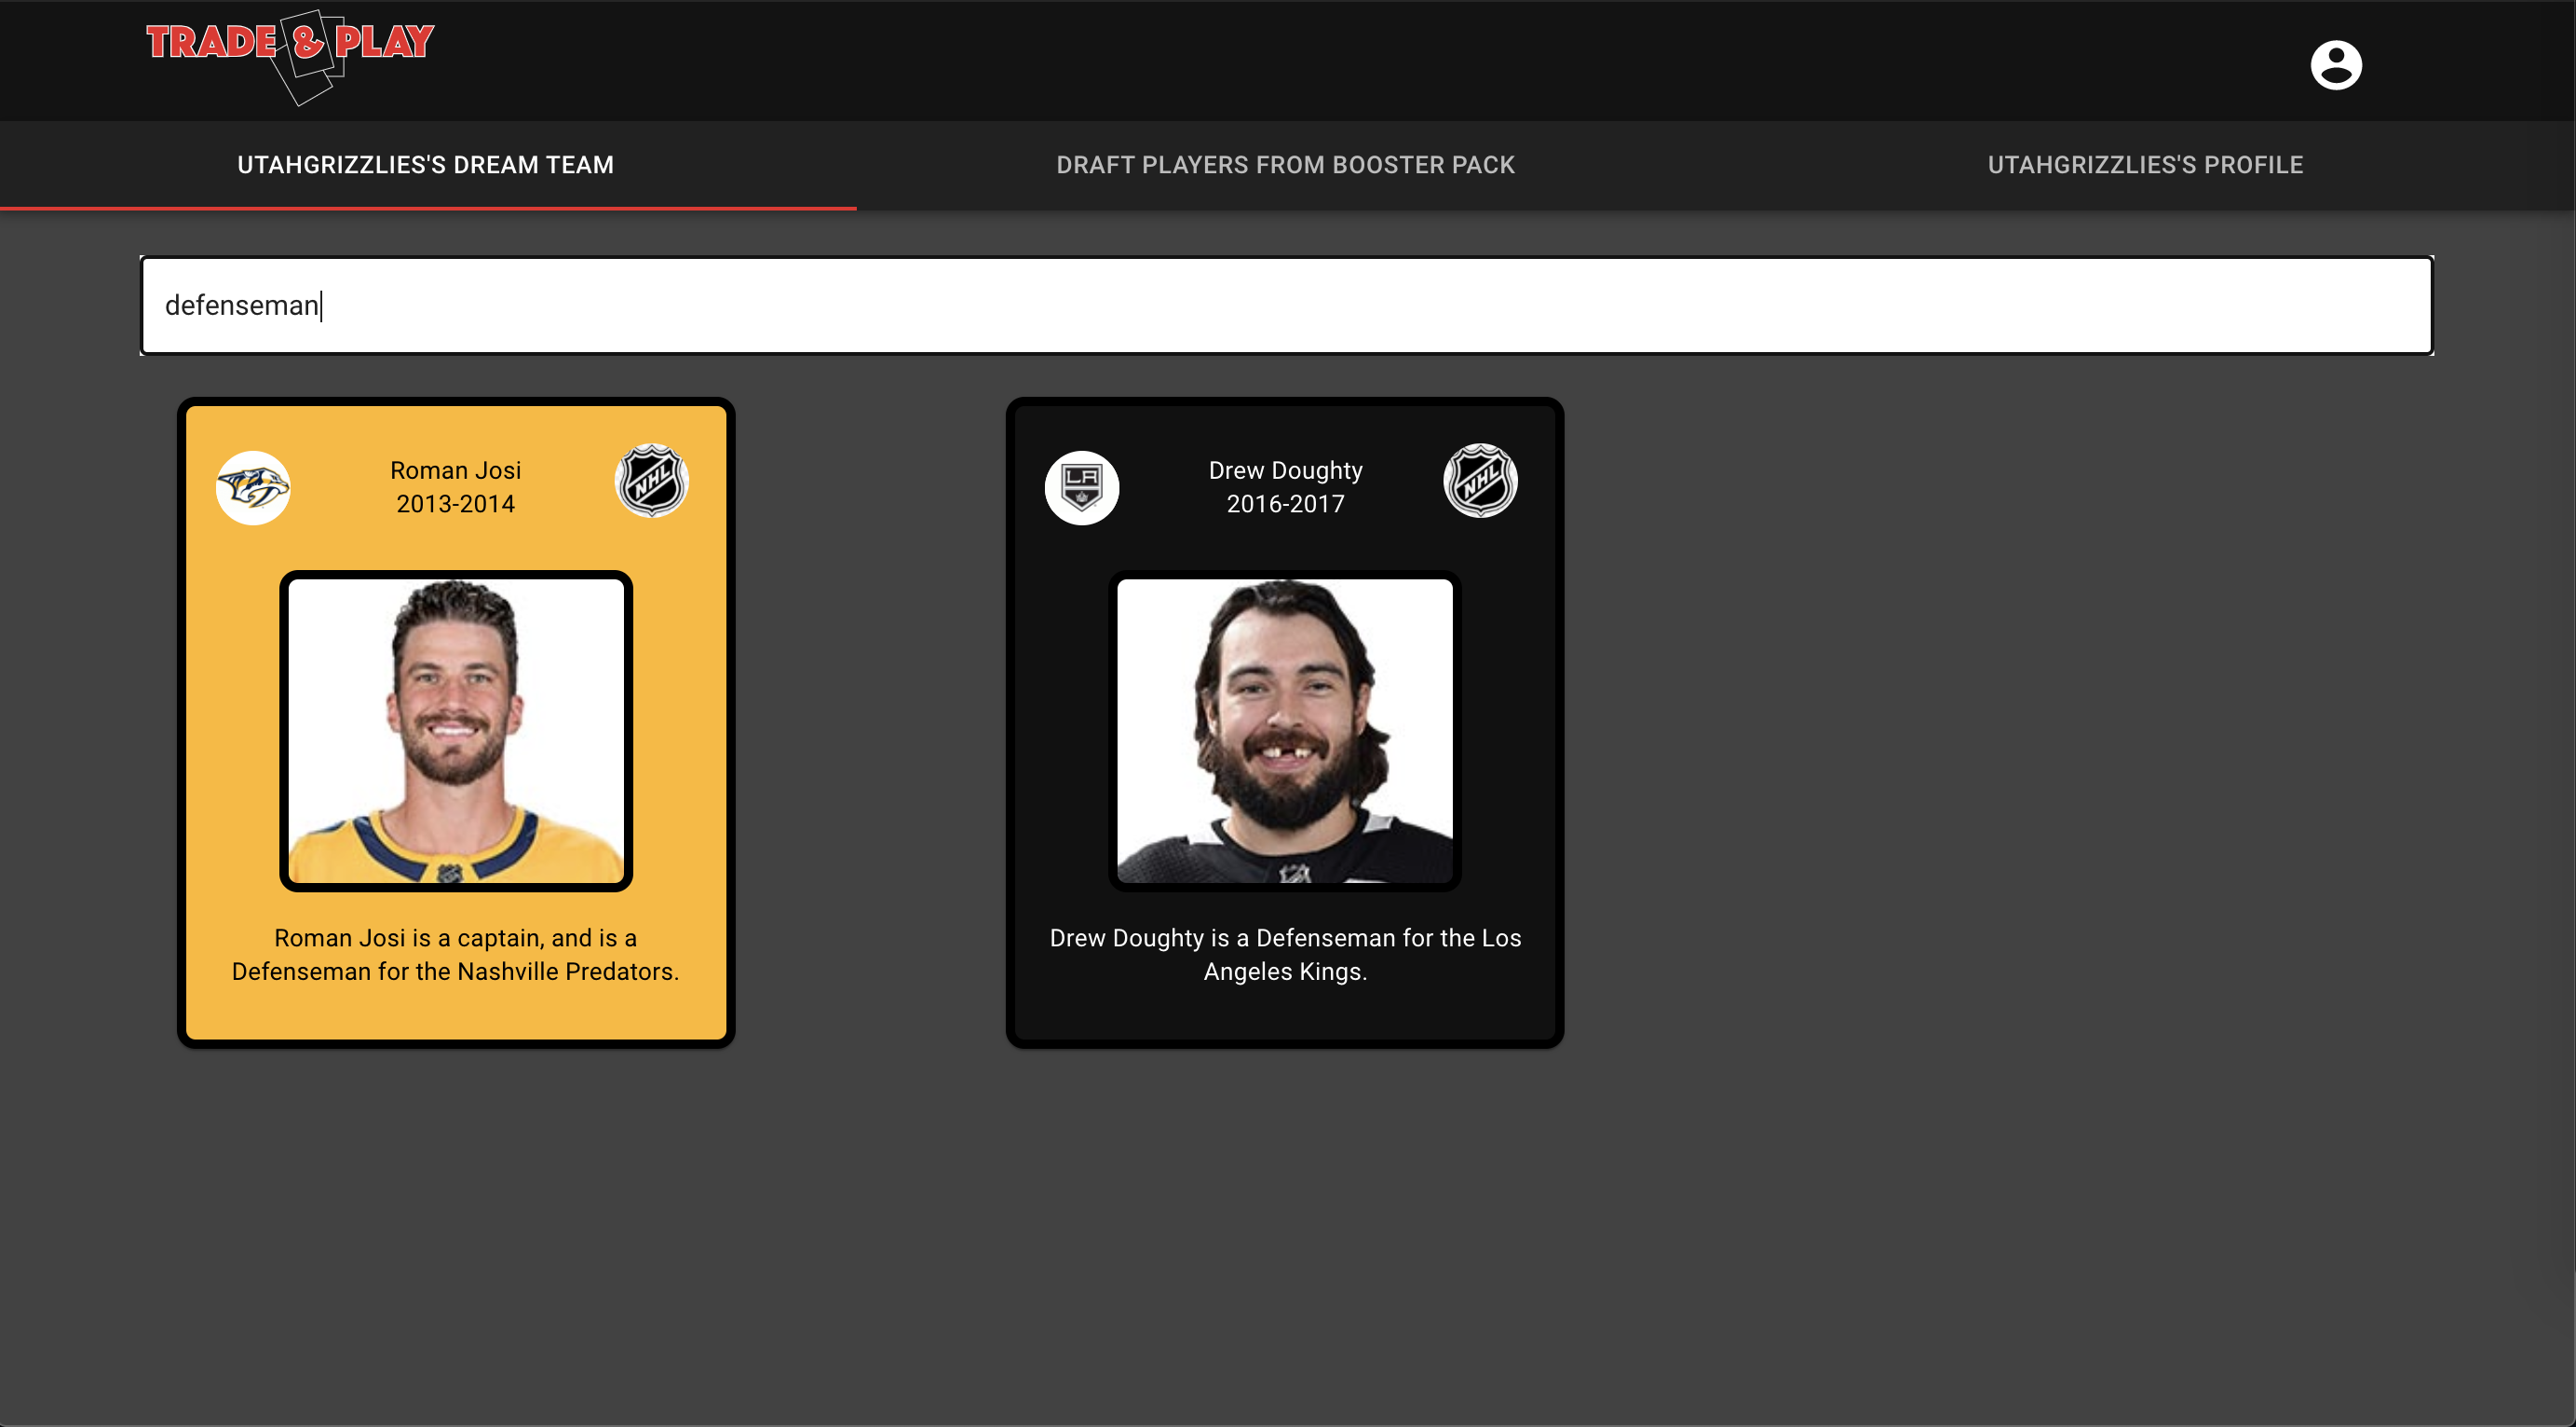 TRADE & PLAY
UTAHGRIZZLIES'S DREAM TEAM
DRAFT PLAYERS FROM BOOSTER PACK
UTAHGRIZZLIES'S PROFILE
defenseman
Roman Josi
2013-2014
NHL
Roman Josi is a captain, and is a
Defenseman for the Nashville Predators.
LA
Drew Doughty
2016-2017
NHL
Drew Doughty is a Defenseman for the Los
Angeles Kings.